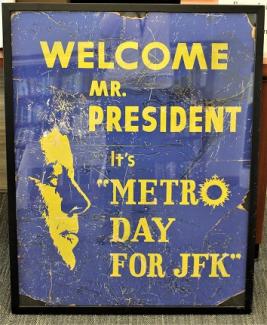 WELCOME
MR.
PRESIDENT
It's
"METRO
DAY
FOR JFK"